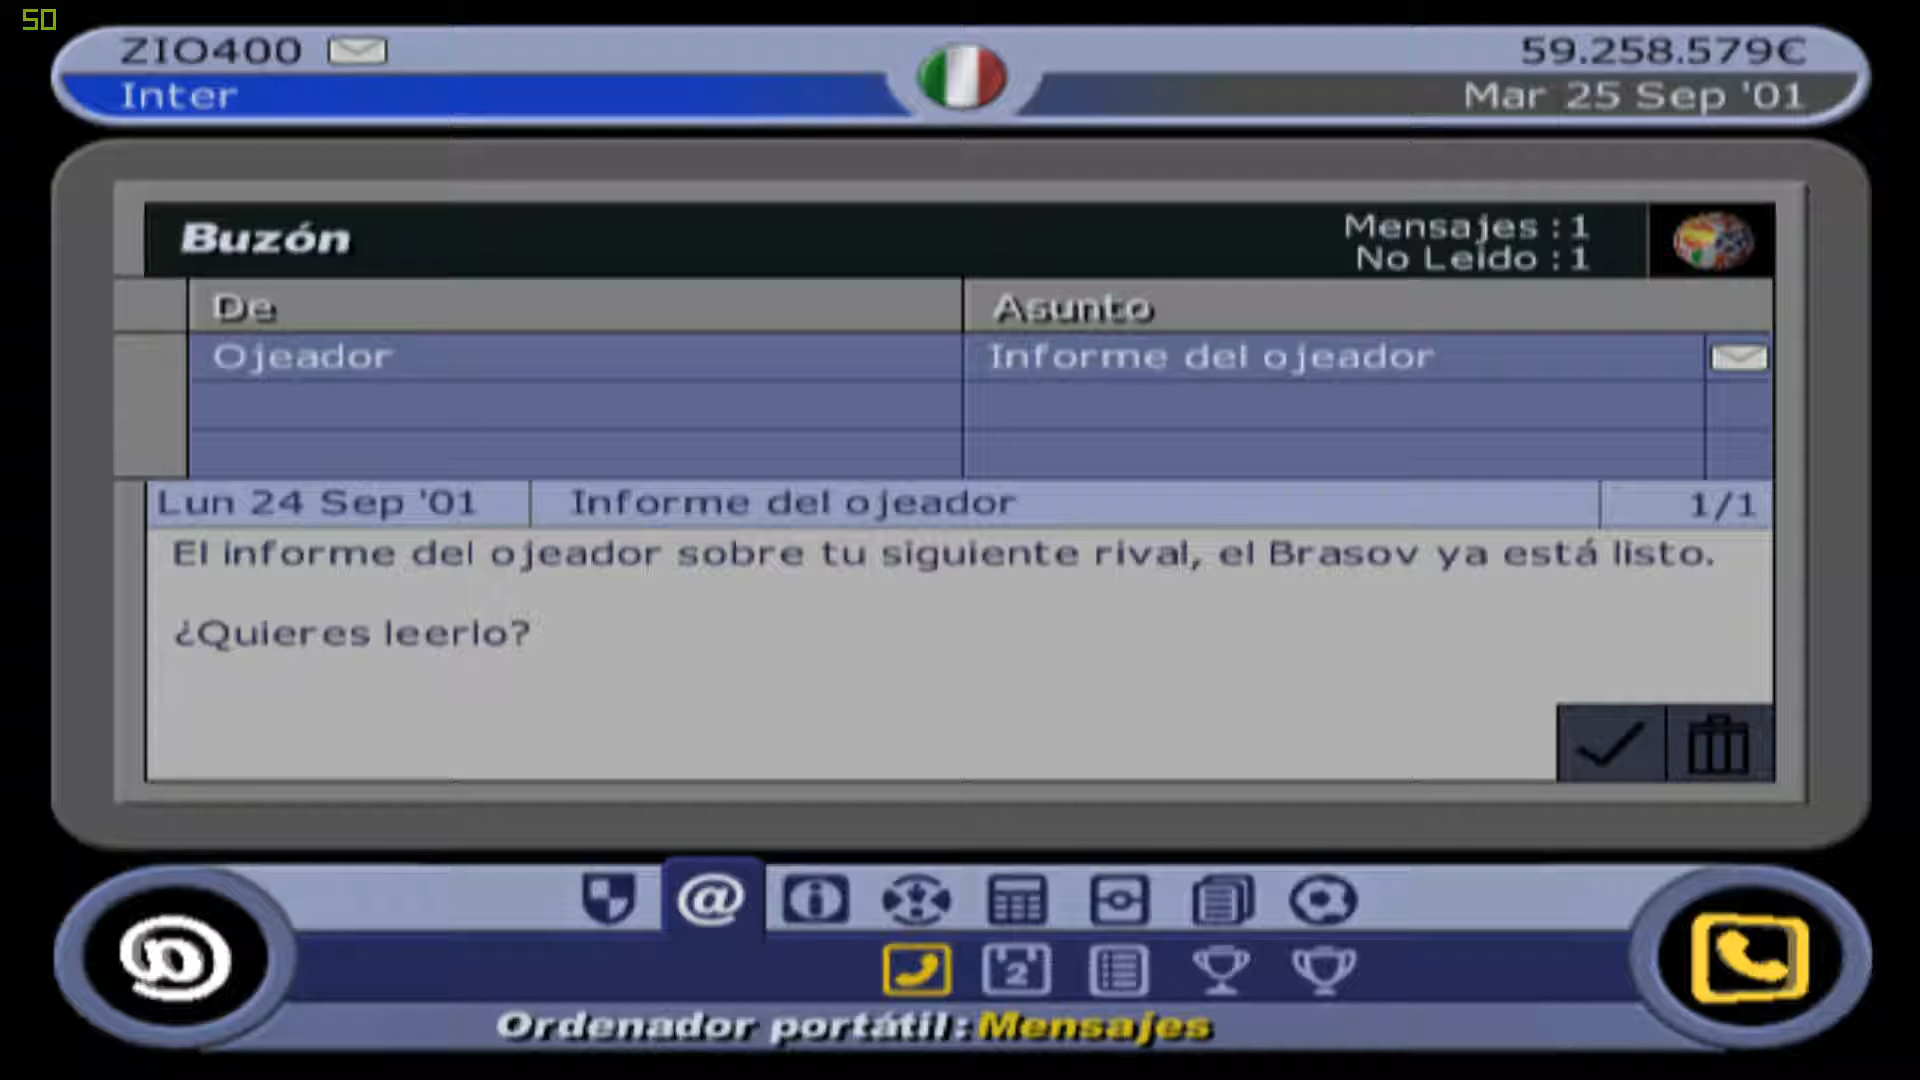 50
ZIO400
59.258.579€
Inter
Mar 25 Sep '01
Buzón
Mensajes : 1
No Leído : 1
De
Asunto
Ojeador
Informe del ojeador
Lun 24 Sep '01
Informe del ojeador
1/1
El informe del ojeador sobre tu siguiente rival, el Brasov ya está listo.
¿Quieres leerlo?
@
2
Ordenador portátil: Mensajes